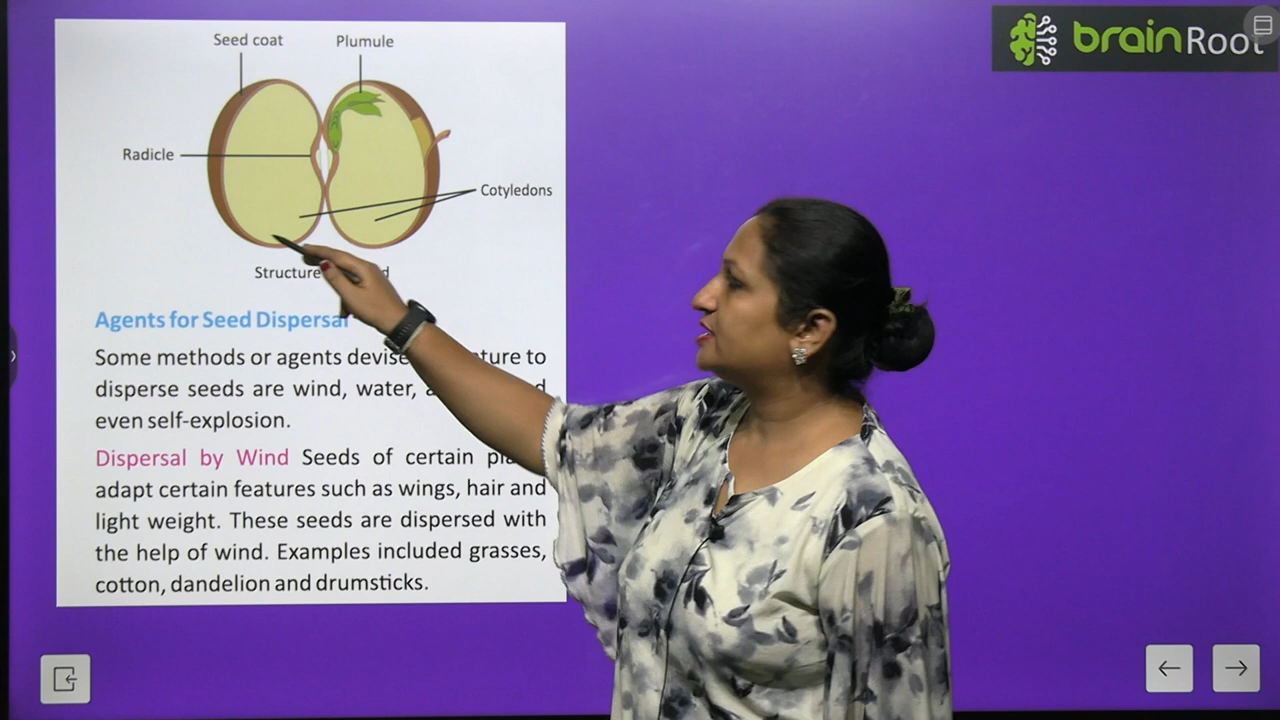 brainRoot
Seed coat
Plumule
Radicle
Cotyledons
Structure
Agents for Seed Dispersal
Some methods or agents to
disperse seeds are wind, water,
even self-explosion.
Dispersal by Wind Seeds of certain
adapt certain features such as wings, hair and
light weight. These seeds are dispersed with
the help of wind. Examples included grasses,
cotton, dandelion and drumsticks.